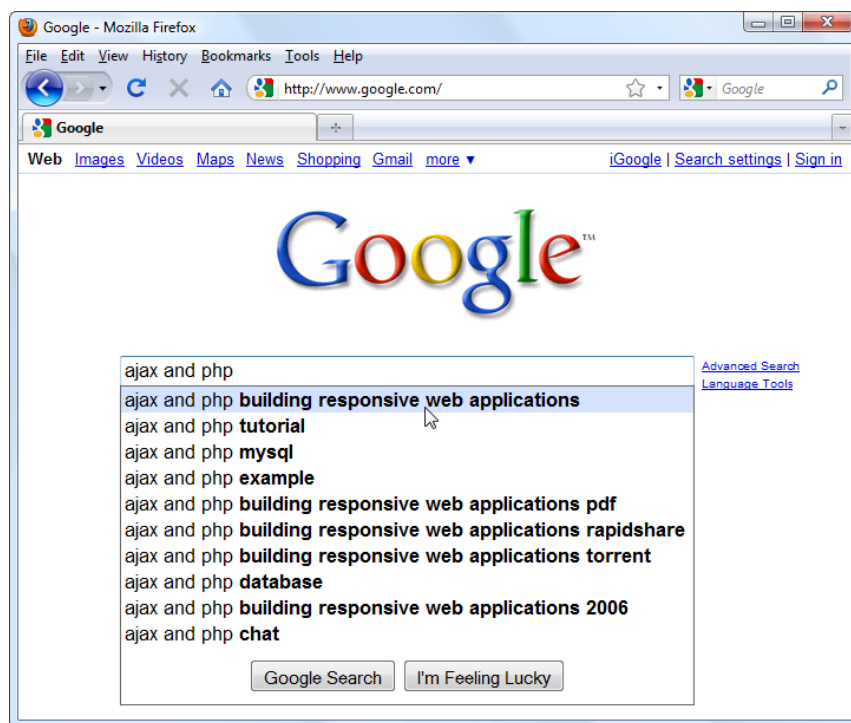 Google - Mozilla Firefox
File Edit View History Bookmarks Tools Help
http://www.google.com/ Google
Google
Web Images Videos Maps News Shopping Gmail more ▼ iGoogle | Search settings | Sign in
Google™
ajax and php Advanced Search
Language Tools
ajax and php building responsive web applications
ajax and php tutorial
ajax and php mysql
ajax and php example
ajax and php building responsive web applications pdf
ajax and php building responsive web applications rapidshare
ajax and php building responsive web applications torrent
ajax and php database
ajax and php building responsive web applications 2006
ajax and php chat
Google Search I'm Feeling Lucky